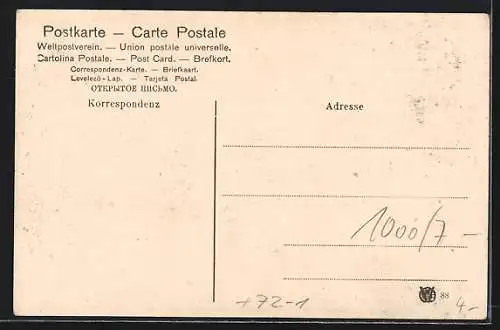 Postkarte — Carte Postale
Weltpostverein. — Union postale universelle.
Cartolina Postale. — Post Card. — Brefkort.
Correspondenz-Karte. — Briefkaart.
Levelező-Lap. — Tarjeta Postal.
ОТКРЫТОЕ ПИСЬМО.
Korrespondenz
Adresse
1000/7 -
88
+72-1
4-